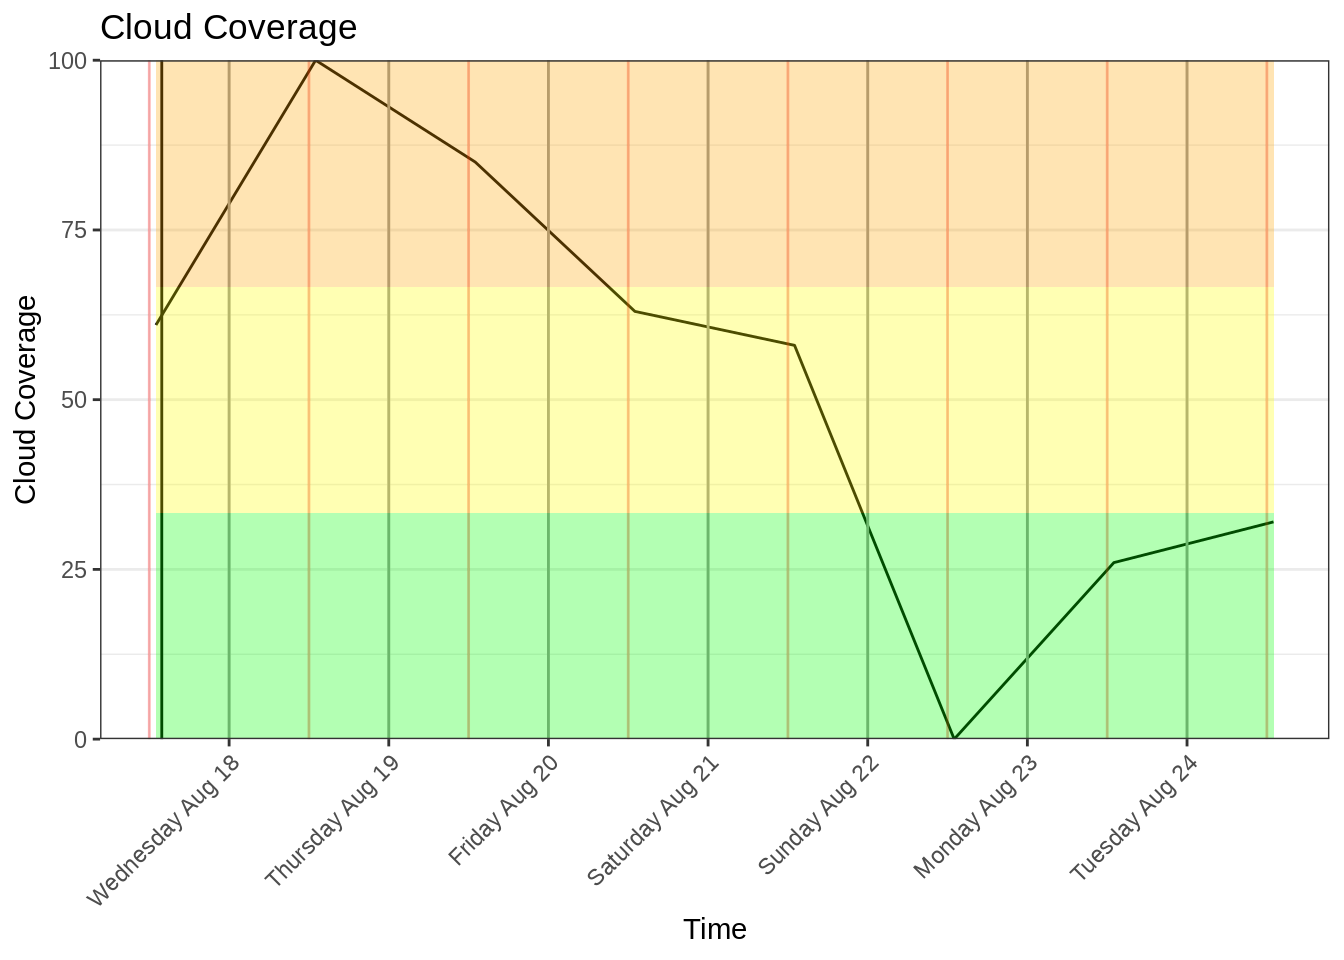 Cloud Coverage
100
75
50
25
0
Cloud Coverage
Wednesday Aug 18
Thursday Aug 19
Friday Aug 20
Saturday Aug 21
Sunday Aug 22
Monday Aug 23
Tuesday Aug 24
Time